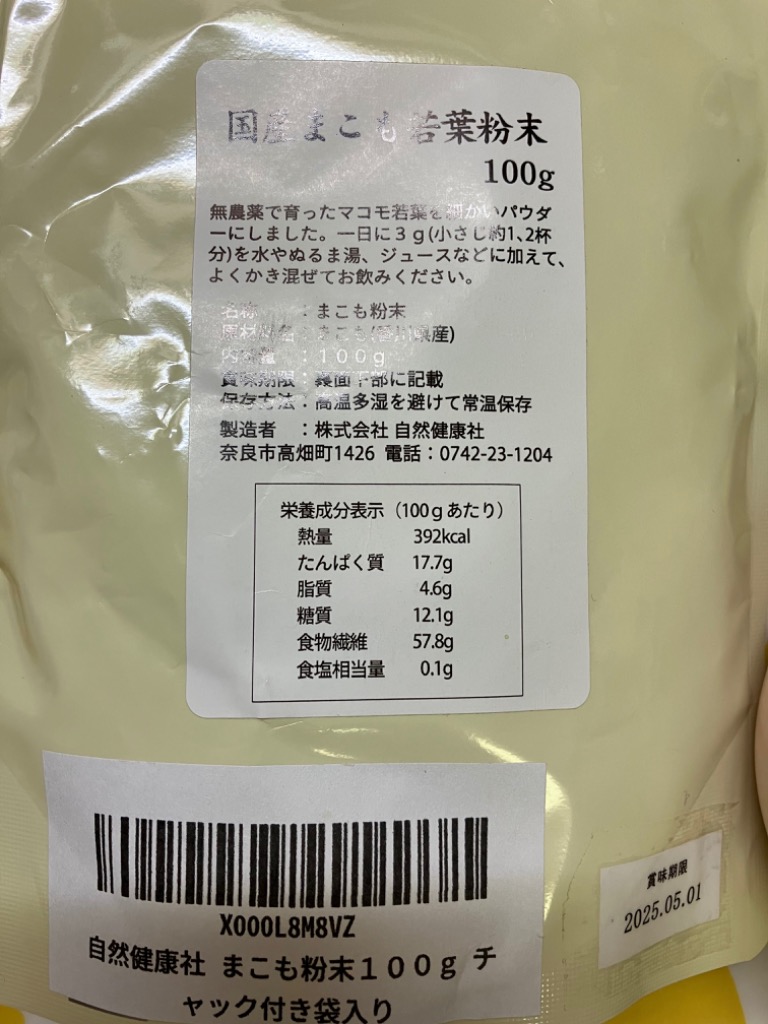 国産まこも若葉粉末
100g
無農薬で育ったマコモ若葉を細かいパウダ
ーにしました。一日に3g(小さじ約1、2杯
分)を水やぬるま湯、ジュースなどに加えて、
よくかき混ぜてお飲みください。
名称 :まこも粉末
原材料名:まこも(香川県産)
内容量 :100g
賞味期限:裏面下部に記載
保存方法:高温多湿を避けて常温保存
製造者 :株式会社 自然健康社
奈良市高畑町1426 電話:0742-23-1204
栄養成分表示(100gあたり)
熱量 392kcal
たんぱく質 17.7g
脂質 4.6g
糖質 12.1g
食物繊維 57.8g
食塩相当量 0.1g
X000L8M8VZ
自然健康社 まこも粉末100g チ
ャック付き袋入り
賞味期限
2025.05.01